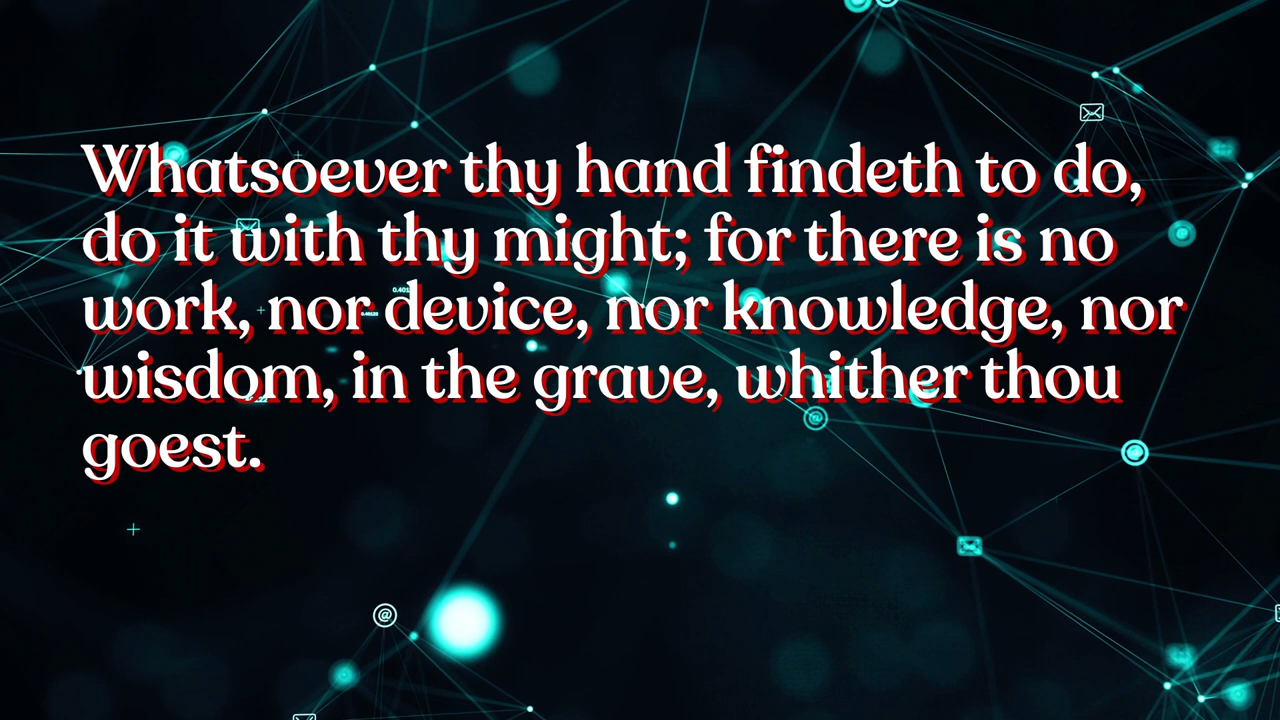 Whatsoever thy hand findeth to do,
do it with thy might; for there is no
work, nor device, nor knowledge, nor
wisdom, in the grave, whither thou
goest.